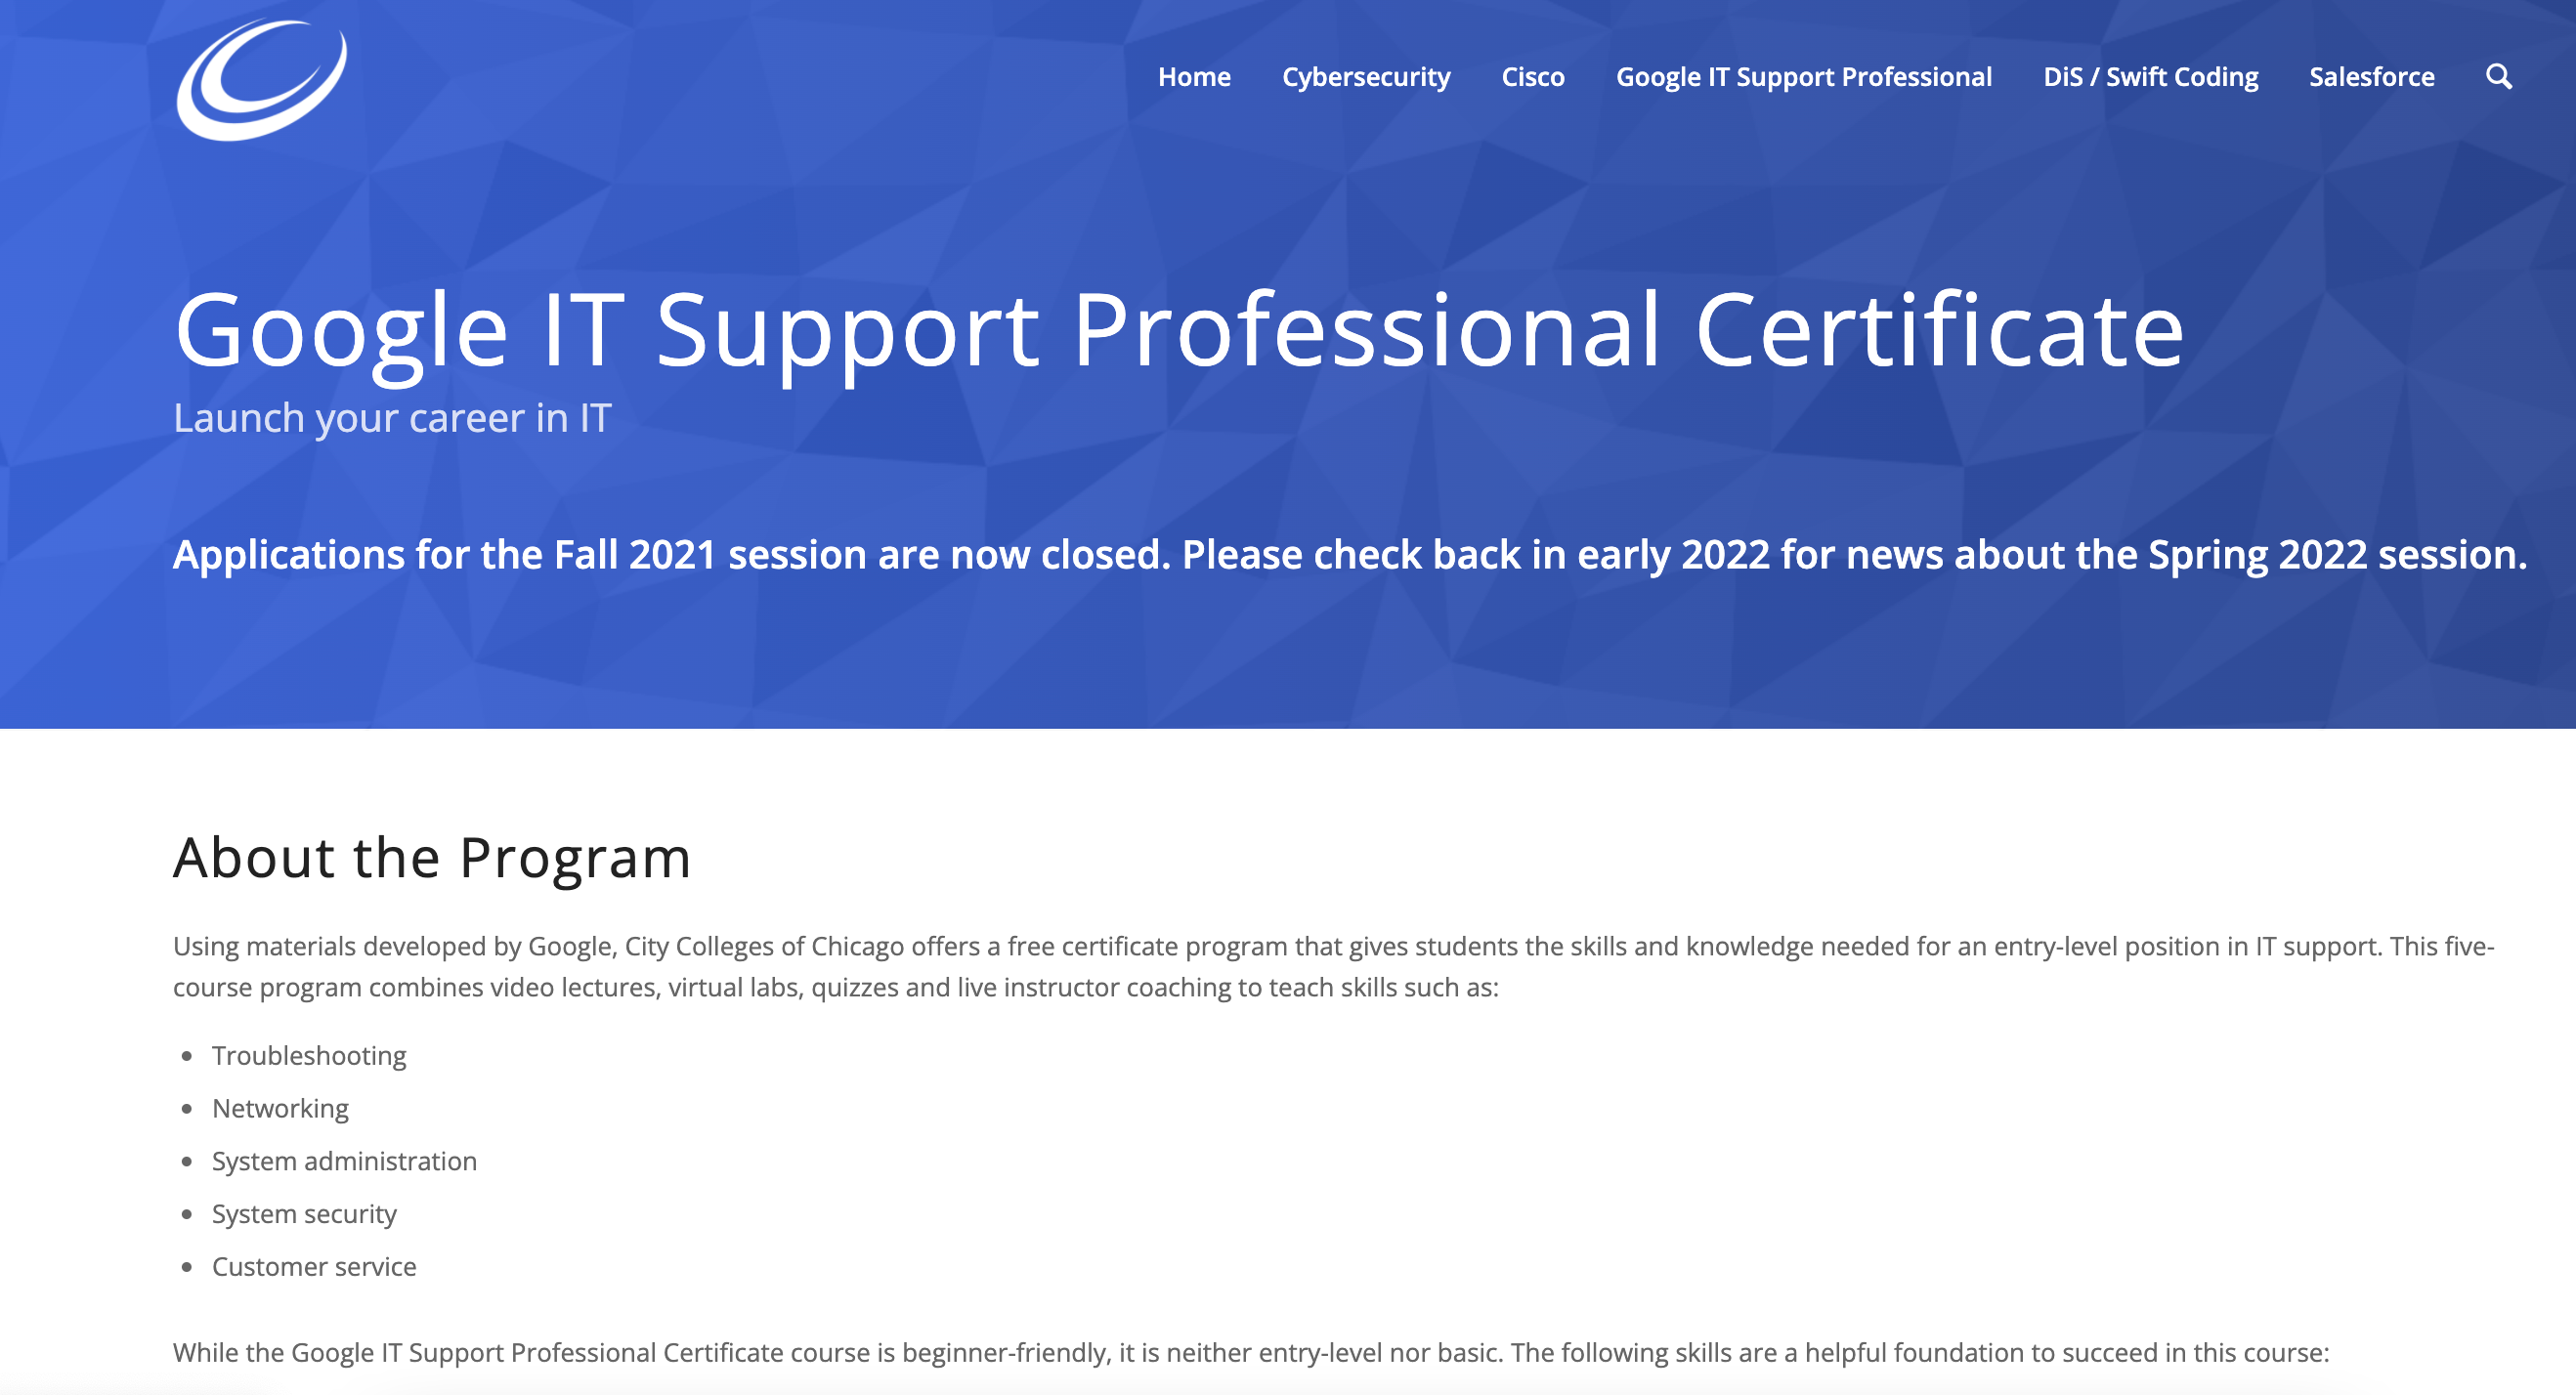 Home Cybersecurity Cisco Google IT Support Professional DiS / Swift Coding Salesforce
Google IT Support Professional Certificate
Launch your career in IT
Applications for the Fall 2021 session are now closed. Please check back in early 2022 for news about the Spring 2022 session.
About the Program
Using materials developed by Google, City Colleges of Chicago offers a free certificate program that gives students the skills and knowledge needed for an entry-level position in IT support. This five-
course program combines video lectures, virtual labs, quizzes and live instructor coaching to teach skills such as:
• Troubleshooting
• Networking
• System administration
• System security
• Customer service
While the Google IT Support Professional Certificate course is beginner-friendly, it is neither entry-level nor basic. The following skills are a helpful foundation to succeed in this course: